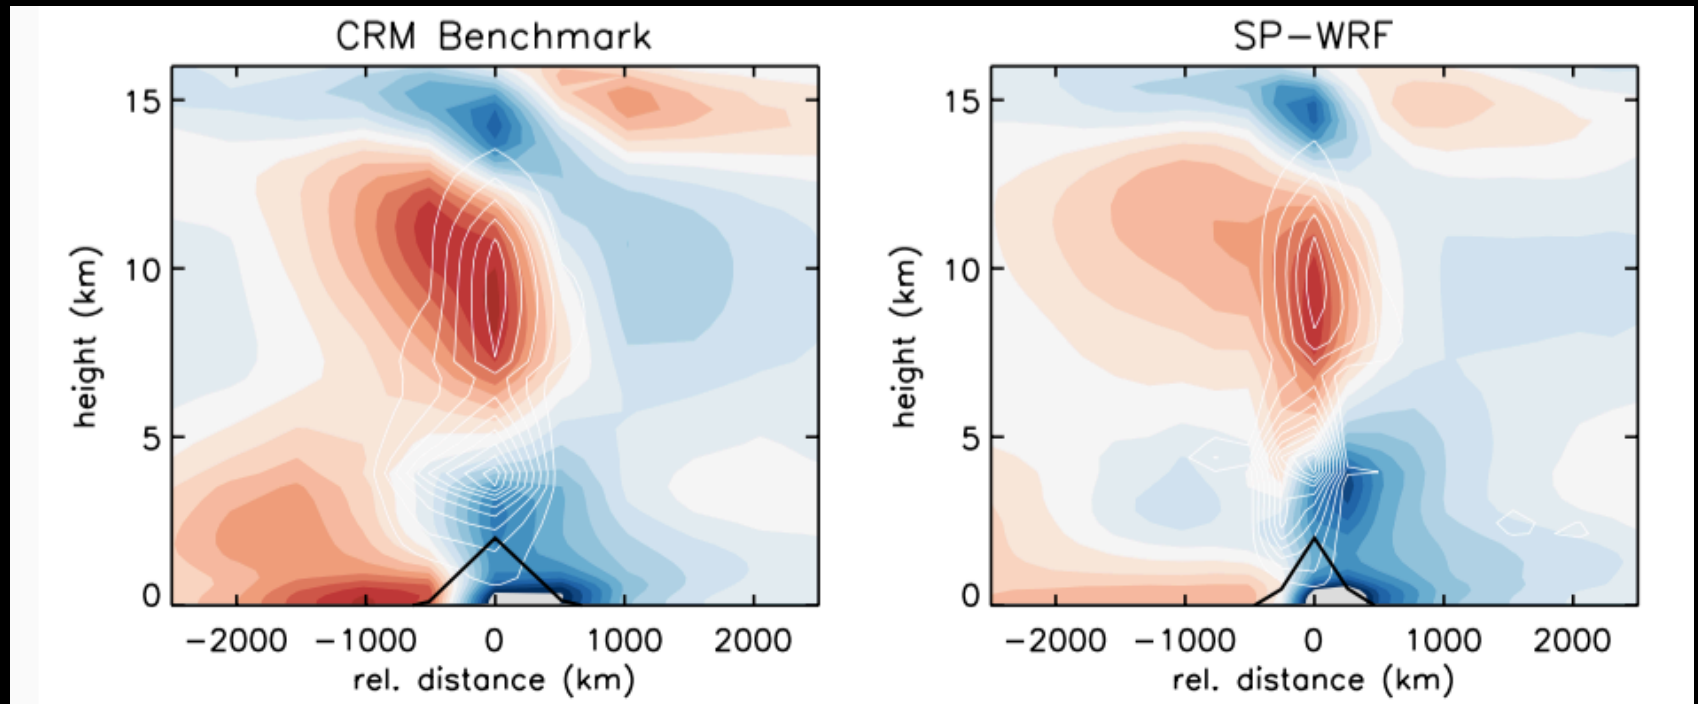 CRM Benchmark
15
10
5
0
height (km)
−2000 −1000 0 1000 2000
rel. distance (km)
SP−WRF
15
10
5
0
height (km)
−2000 −1000 0 1000 2000
rel. distance (km)